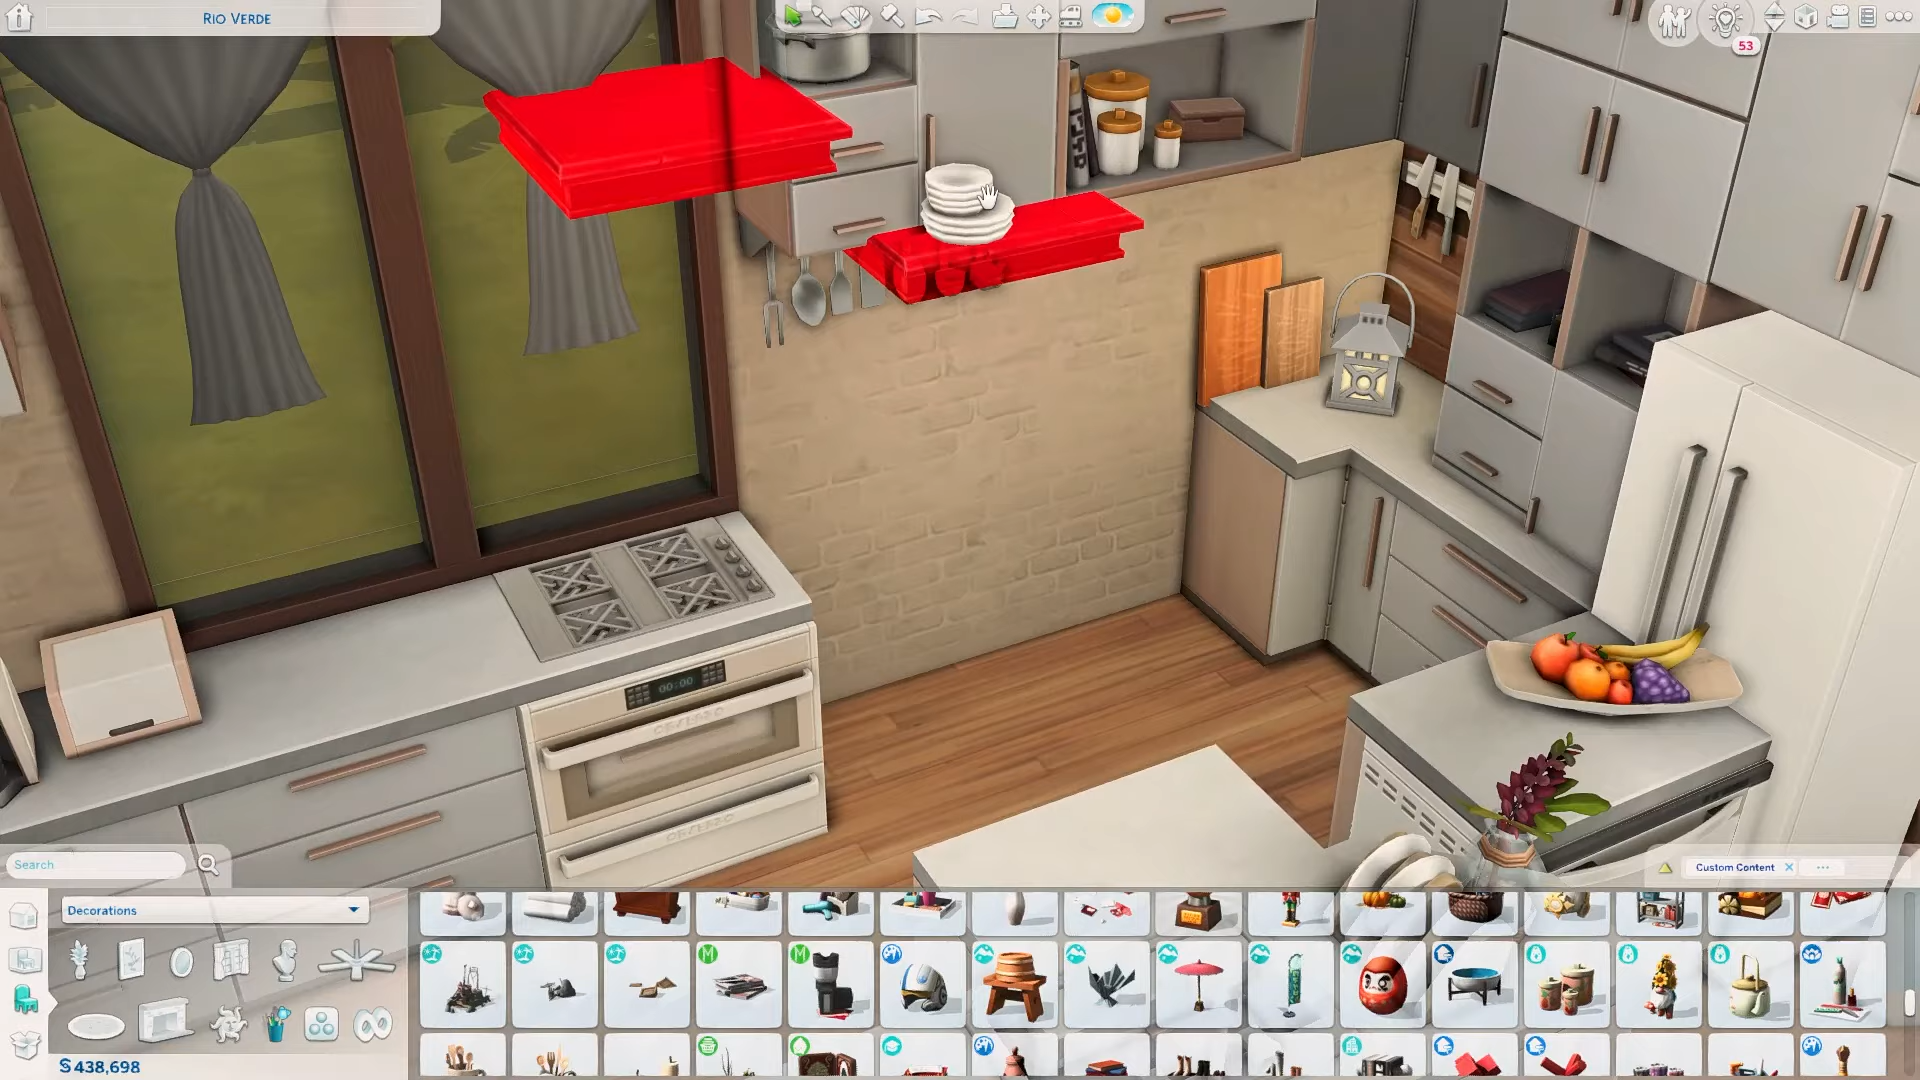 RIO VERDE
53
00:00
Search
Custom Content
Decorations
M
M
§438,698